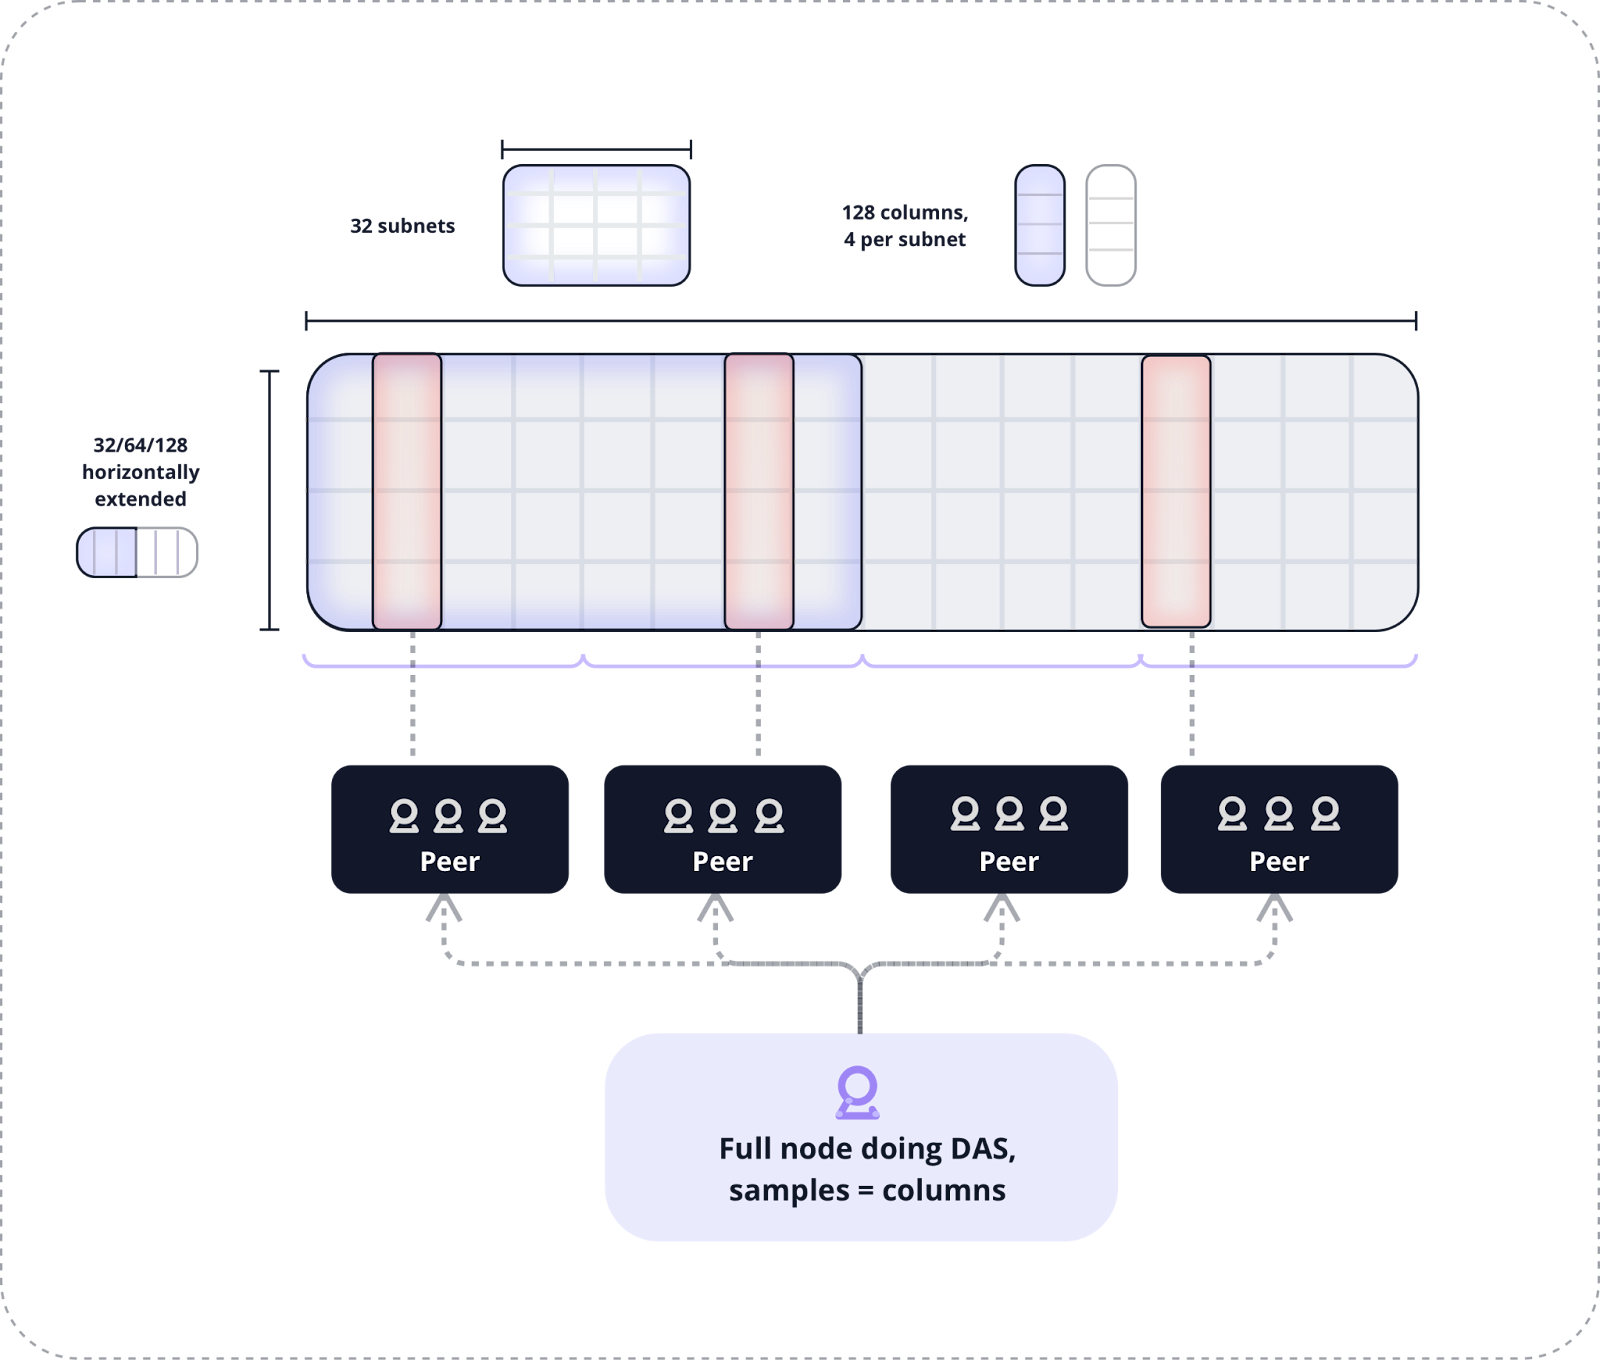 32 subnets
128 columns,
4 per subnet
32/64/128
horizontally
extended
Peer
Peer
Peer
Peer
Full node doing DAS,
samples = columns